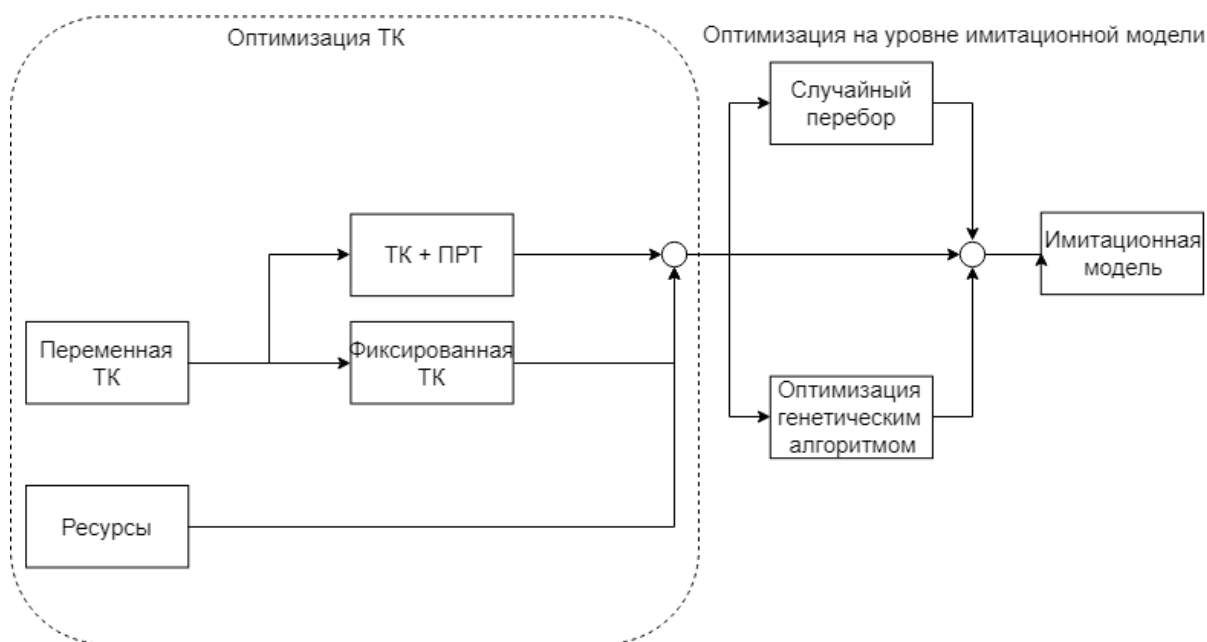 Оптимизация ТК
Оптимизация на уровне имитационной модели
Случайный
перебор
ТК + ПРТ
Имитационная
модель
Переменная
ТК
Фиксированная
ТК
Оптимизация
генетическим
алгоритмом
Ресурсы